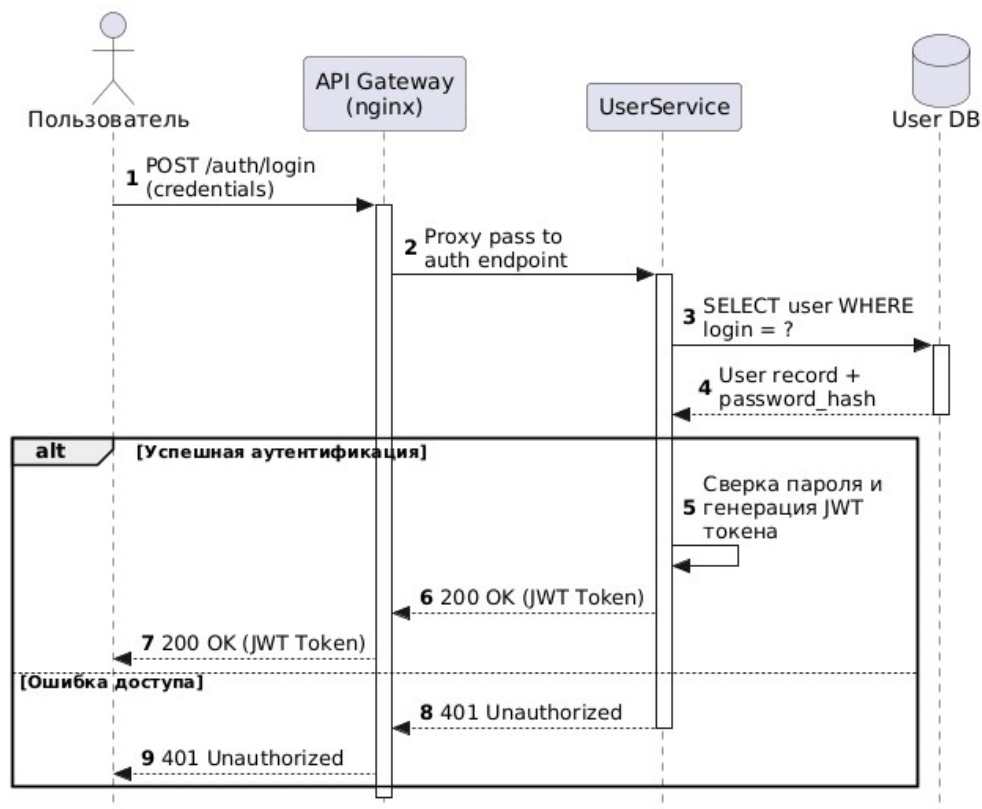 Пользователь
API Gateway
(nginx)
UserService
User DB
1 POST /auth/login
(credentials)
2 Proxy pass to
auth endpoint
3 SELECT user WHERE
login = ?
4 User record +
password_hash
alt [Успешная аутентификация]
Сверка пароля и
5 генерация JWT
токена
6 200 OK (JWT Token)
7 200 OK (JWT Token)
[Ошибка доступа]
8 401 Unauthorized
9 401 Unauthorized